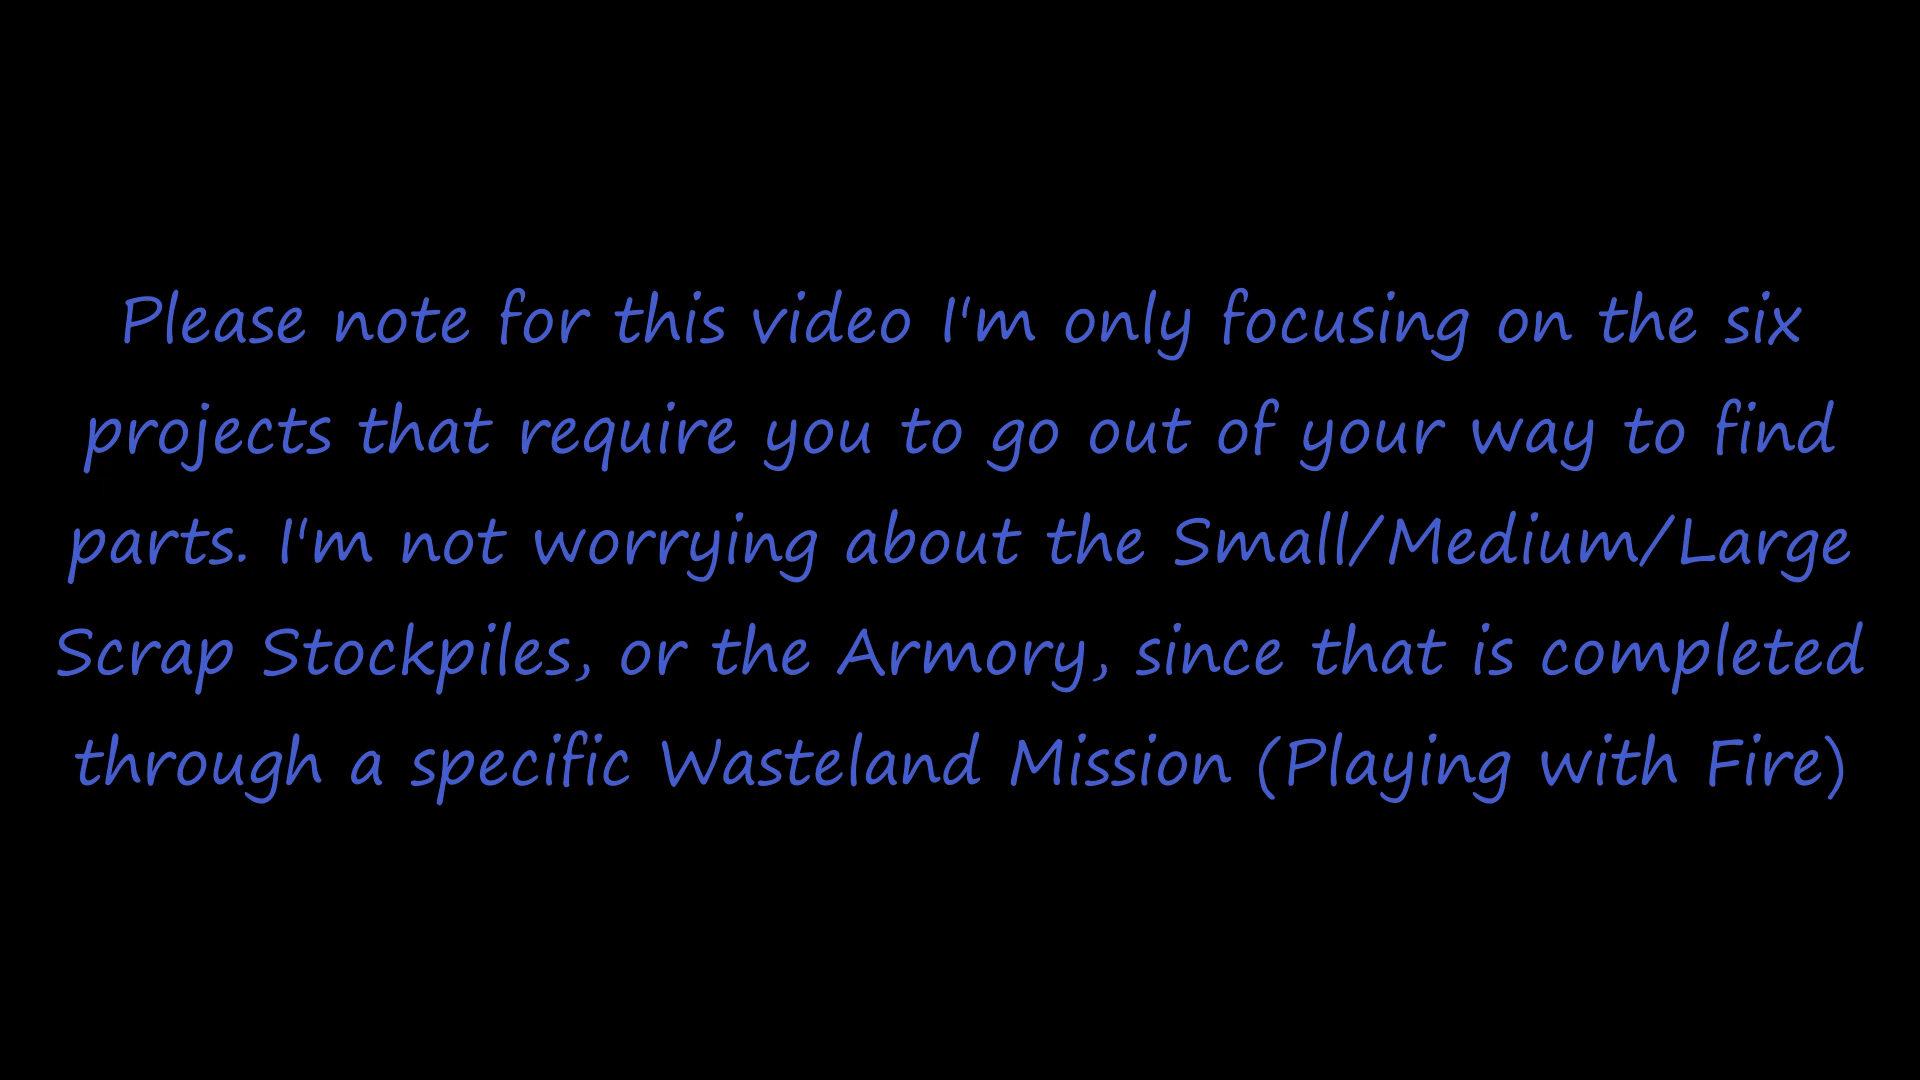 Please note for this video I'm only focusing on the six
projects that require you to go out of your way to find
parts. I'm not worrying about the Small/Medium/Large
Scrap Stockpiles, or the Armory, since that is completed
through a specific Wasteland Mission (Playing with Fire)